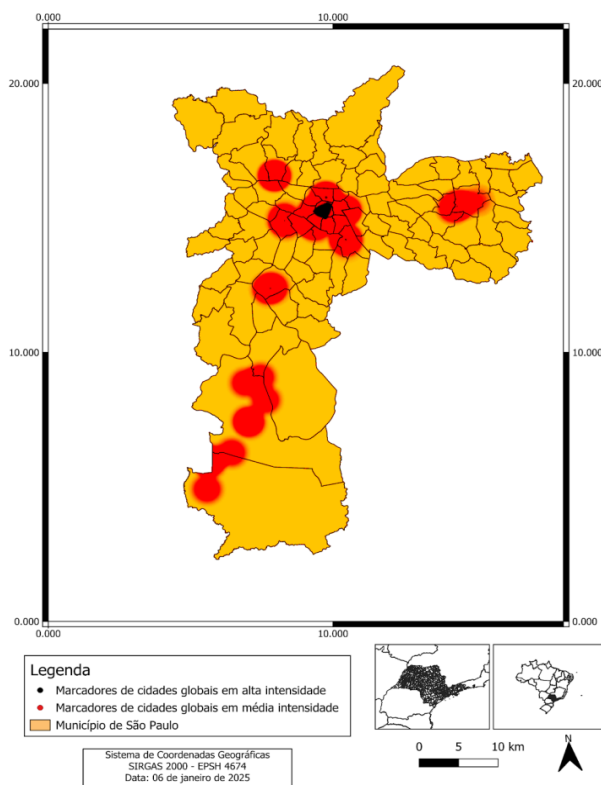 0.000 10.000
20.000 20.000
10.000 10.000
0.000 0.000
0.000 10.000
Legenda
Marcadores de cidades globais em alta intensidade
Marcadores de cidades globais em média intensidade
Município de São Paulo
Sistema de Coordenadas Geográficas
SIRGAS 2000 - EPSH 4674
Data: 06 de janeiro de 2025
0 5 10 km
N